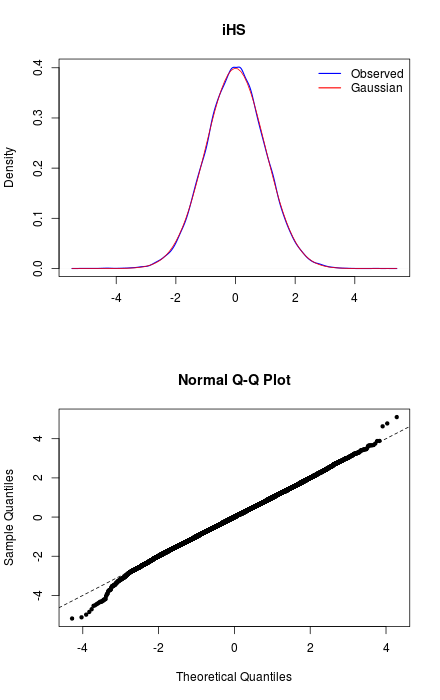 iHS
Density
0.0 0.1 0.2 0.3 0.4
Observed
Gaussian
-4 -2 0 2 4
Normal Q-Q Plot
Sample Quantiles
-4 -2 0 2 4
-4 -2 0 2 4
Theoretical Quantiles